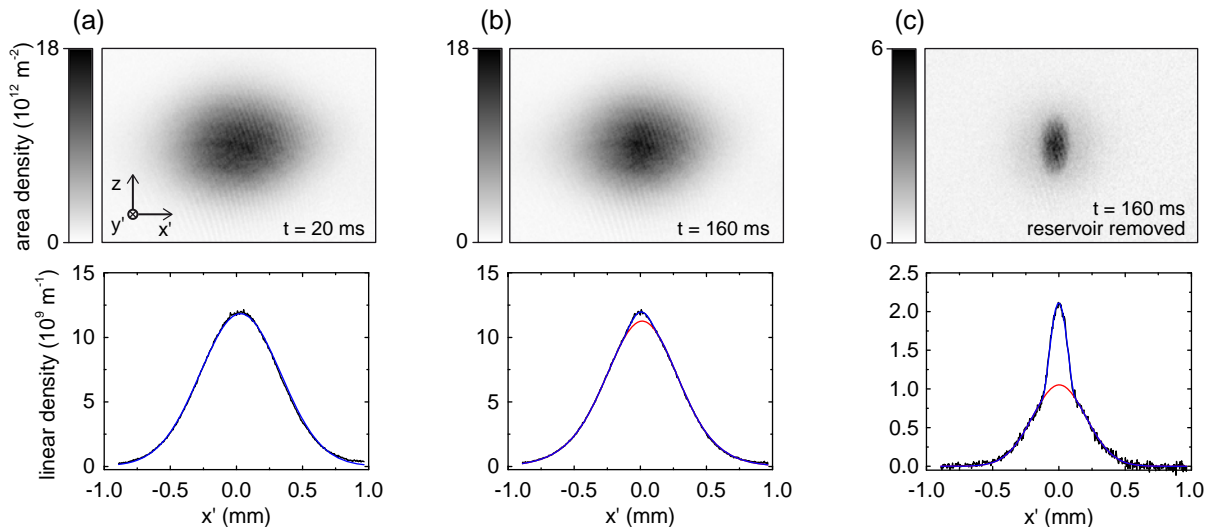 (a)
(b)
(c)
area density (10¹² m⁻²)
18
0
z
y'
x'
t = 20 ms
18
0
t = 160 ms
6
0
t = 160 ms
reservoir removed
linear density (10⁹ m⁻¹)
15
10
5
0
-1.0 -0.5 0.0 0.5 1.0
x' (mm)
15
10
5
0
-1.0 -0.5 0.0 0.5 1.0
x' (mm)
2.5
2.0
1.5
1.0
0.5
0.0
-1.0 -0.5 0.0 0.5 1.0
x' (mm)